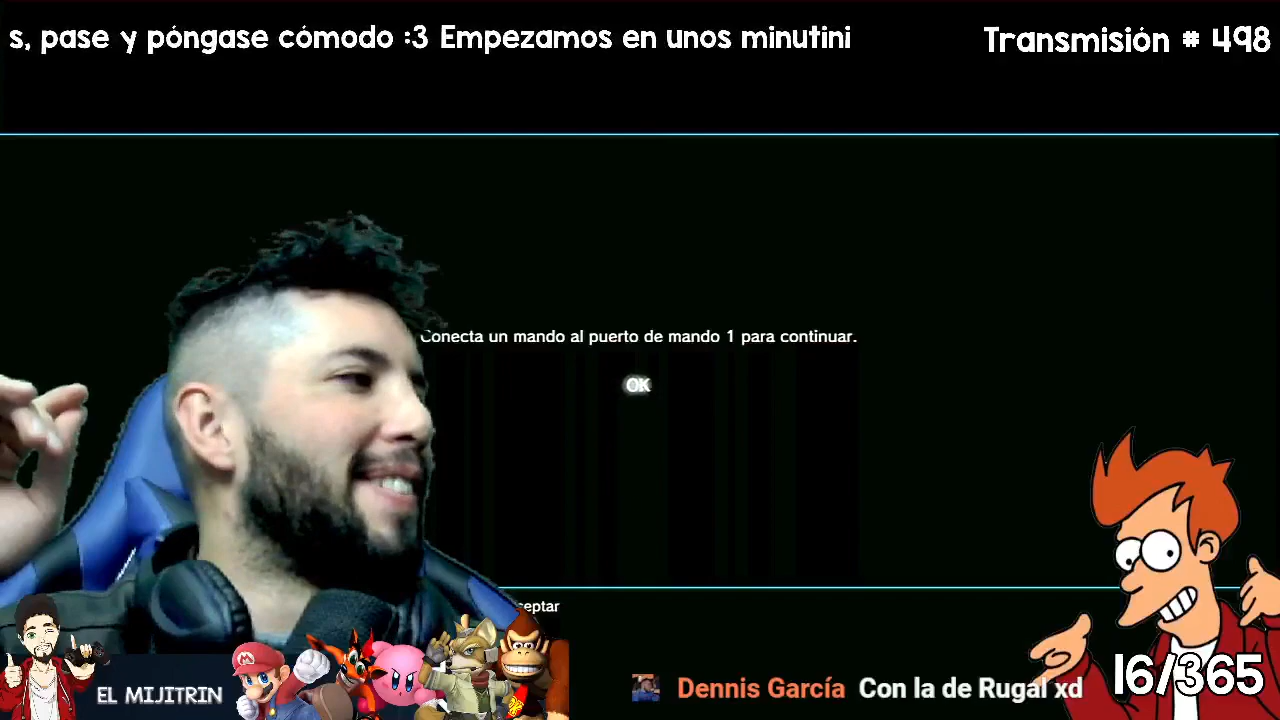 s, pase y póngase cómodo :3 Empezamos en unos minutini
Transmisión # 498
Conecta un mando al puerto de mando 1 para continuar.
OK
ceptar
EL MIJITRIN
Dennis García Con la de Rugal xd
16/365